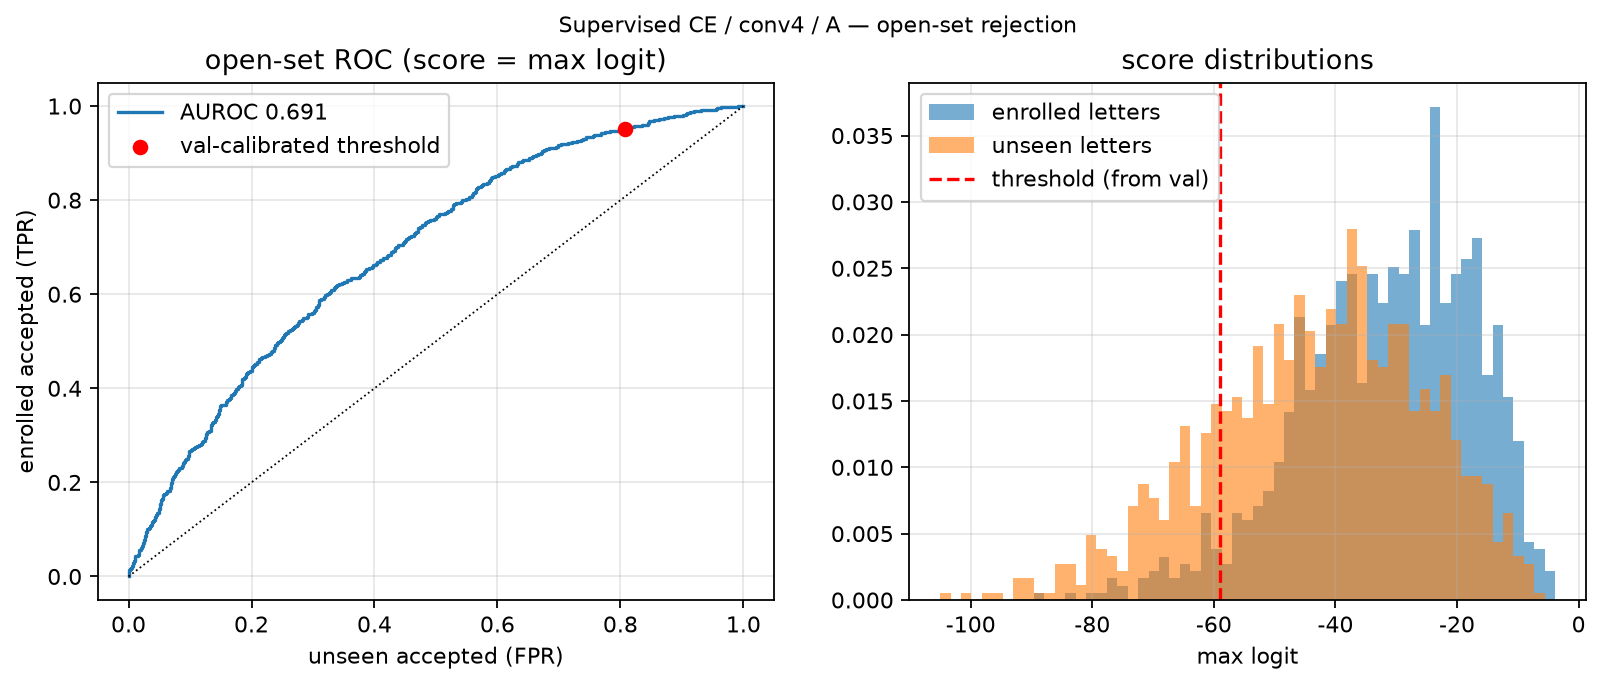 Supervised CE / conv4 / A — open-set rejection
open-set ROC (score = max logit)
AUROC 0.691
val-calibrated threshold
1.0
0.8
0.6
0.4
0.2
0.0
enrolled accepted (TPR)
0.0 0.2 0.4 0.6 0.8 1.0
unseen accepted (FPR)
score distributions
enrolled letters
unseen letters
threshold (from val)
0.035
0.030
0.025
0.020
0.015
0.010
0.005
0.000
-100 -80 -60 -40 -20 0
max logit